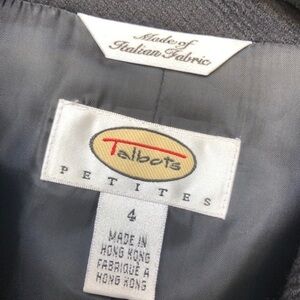 Made of
Italian Fabric
Talbots
PETITES
4
MADE IN
HONG KONG
FABRIQUÉ À
HONG KONG